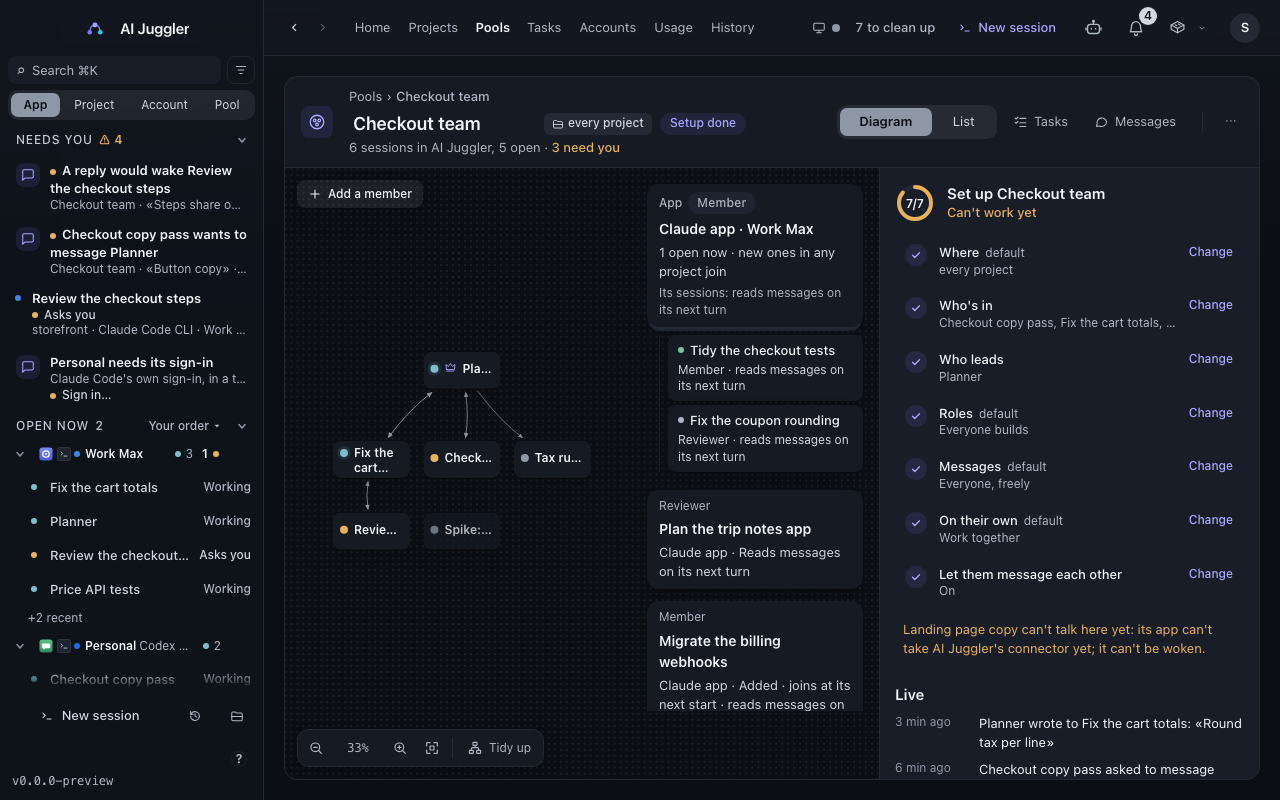 AI Juggler
Search ⌘K
App
Project
Account
Pool
NEEDS YOU
4
A reply would wake Review
the checkout steps
Checkout team · «Steps share o...
Checkout copy pass wants to
message Planner
Checkout team · «Button copy» ·...
Review the checkout steps
Asks you
storefront · Claude Code CLI · Work ...
Personal needs its sign-in
Claude Code's own sign-in, in a t...
Sign in...
OPEN NOW 2
Your order
Work Max
3
1
Fix the cart totals
Working
Planner
Working
Review the checkout...
Asks you
Price API tests
Working
+2 recent
Personal Codex ...
2
Checkout copy pass
Working
New session
?
v0.0.0-preview
Home
Projects
Pools
Tasks
Accounts
Usage
History
7 to clean up
New session
4
S
Pools › Checkout team
Checkout team
every project
Setup done
6 sessions in AI Juggler, 5 open · 3 need you
Diagram
List
Tasks
Messages
Add a member
Pla...
Fix the
cart...
Check...
Tax ru...
Revie...
Spike:...
33%
Tidy up
App
Member
Claude app · Work Max
1 open now · new ones in any
project join
Its sessions: reads messages on
its next turn
Tidy the checkout tests
Member · reads messages on
its next turn
Fix the coupon rounding
Reviewer · reads messages on
its next turn
Reviewer
Plan the trip notes app
Claude app · Reads messages
on its next turn
Member
Migrate the billing
webhooks
Claude app · Added · joins at its
next start · reads messages on
7/7
Set up Checkout team
Can't work yet
Where default
every project
Change
Who's in
Checkout copy pass, Fix the cart totals, ...
Change
Who leads
Planner
Change
Roles default
Everyone builds
Change
Messages
Everyone, freely
Change
On their own default
Work together
Change
Let them message each other
On
Change
Landing page copy can't talk here yet: its app can't
take AI Juggler's connector yet; it can't be woken.
Live
3 min ago
Planner wrote to Fix the cart totals: «Round
tax per line»
6 min ago
Checkout copy pass asked to message